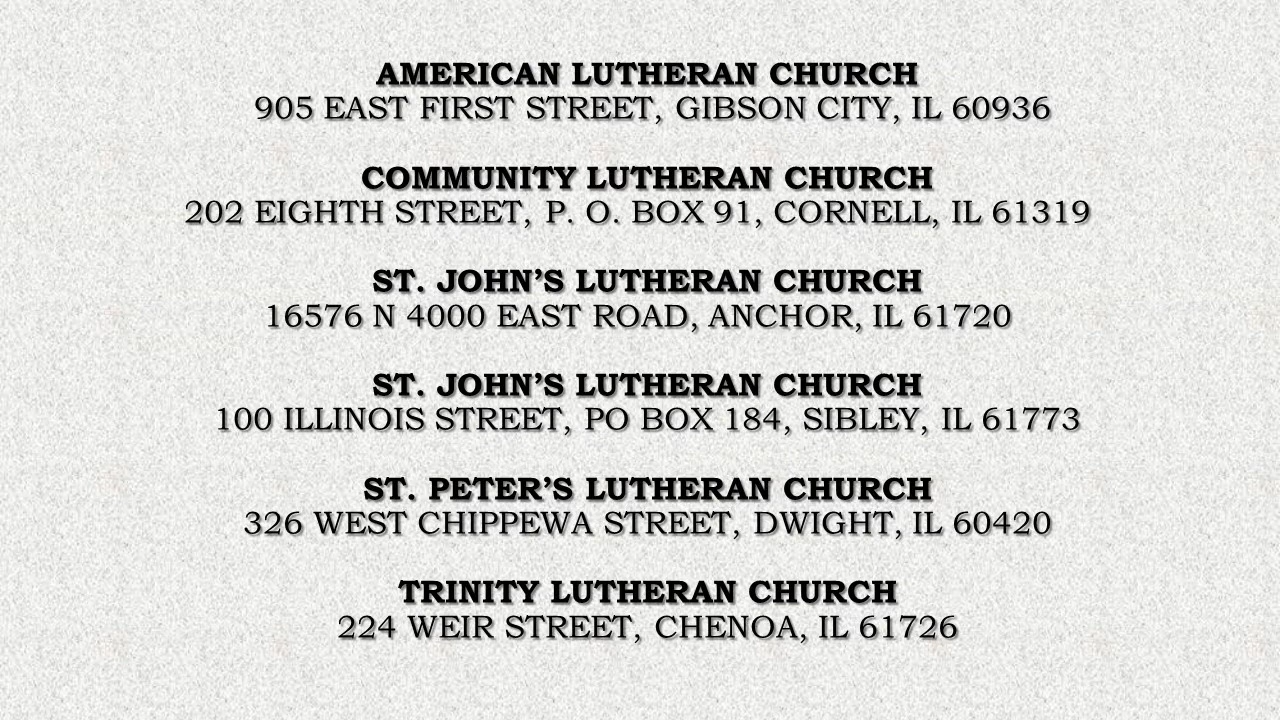 AMERICAN LUTHERAN CHURCH
905 EAST FIRST STREET, GIBSON CITY, IL 60936
COMMUNITY LUTHERAN CHURCH
202 EIGHTH STREET, P. O. BOX 91, CORNELL, IL 61319
ST. JOHN’S LUTHERAN CHURCH
16576 N 4000 EAST ROAD, ANCHOR, IL 61720
ST. JOHN’S LUTHERAN CHURCH
100 ILLINOIS STREET, PO BOX 184, SIBLEY, IL 61773
ST. PETER’S LUTHERAN CHURCH
326 WEST CHIPPEWA STREET, DWIGHT, IL 60420
TRINITY LUTHERAN CHURCH
224 WEIR STREET, CHENOA, IL 61726